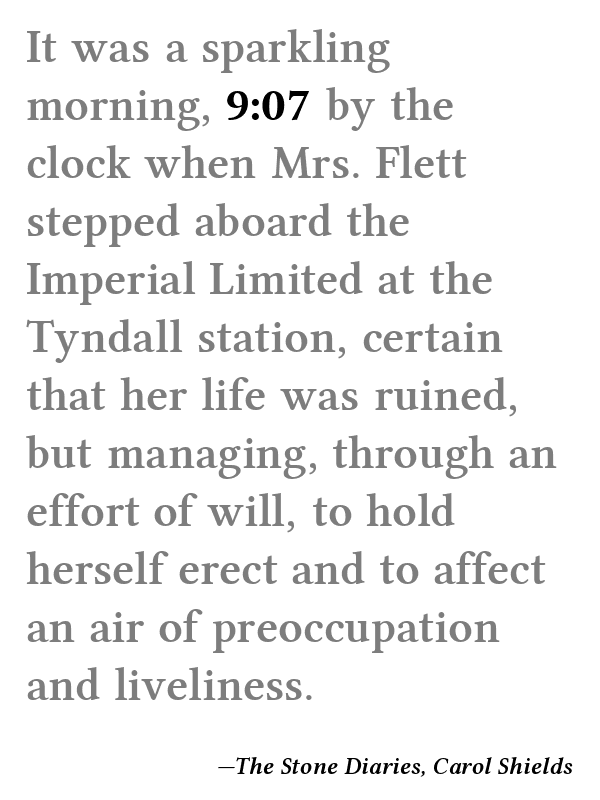 It was a sparkling
morning, 9:07 by the
clock when Mrs. Flett
stepped aboard the
Imperial Limited at the
Tyndall station, certain
that her life was ruined,
but managing, through an
effort of will, to hold
herself erect and to affect
an air of preoccupation
and liveliness.
—The Stone Diaries, Carol Shields